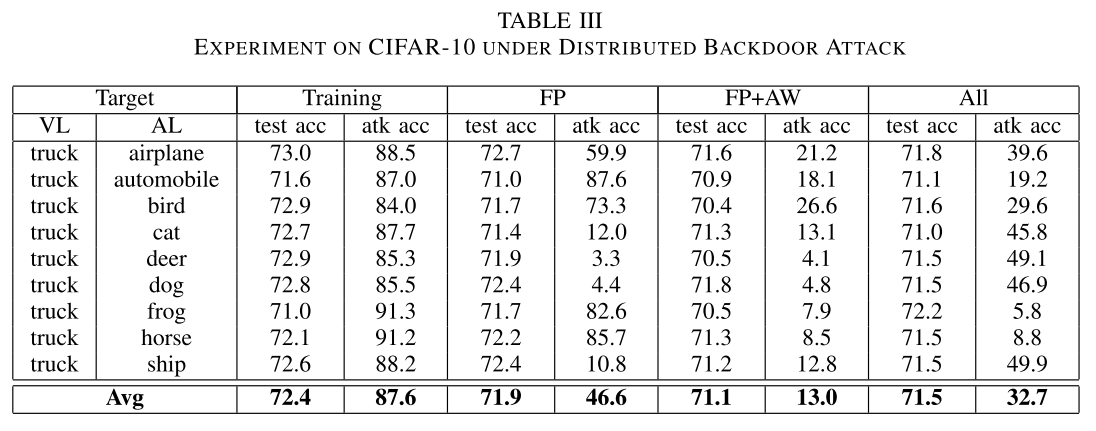 TABLE III
EXPERIMENT ON CIFAR-10 UNDER DISTRIBUTED BACKDOOR ATTACK
Target Training FP FP+AW All
VL AL test acc atk acc test acc atk acc test acc atk acc test acc atk acc
truck airplane 73.0 88.5 72.7 59.9 71.6 21.2 71.8 39.6
truck automobile 71.6 87.0 71.0 87.6 70.9 18.1 71.1 19.2
truck bird 72.9 84.0 71.7 73.3 70.4 26.6 71.6 29.6
truck cat 72.7 87.7 71.4 12.0 71.3 13.1 71.0 45.8
truck deer 72.9 85.3 71.9 3.3 70.5 4.1 71.5 49.1
truck dog 72.8 85.5 72.4 4.4 71.8 4.8 71.5 46.9
truck frog 71.0 91.3 71.7 82.6 70.5 7.9 72.2 5.8
truck horse 72.1 91.2 72.2 85.7 71.3 8.5 71.5 8.8
truck ship 72.6 88.2 72.4 10.8 71.2 12.8 71.5 49.9
Avg 72.4 87.6 71.9 46.6 71.1 13.0 71.5 32.7